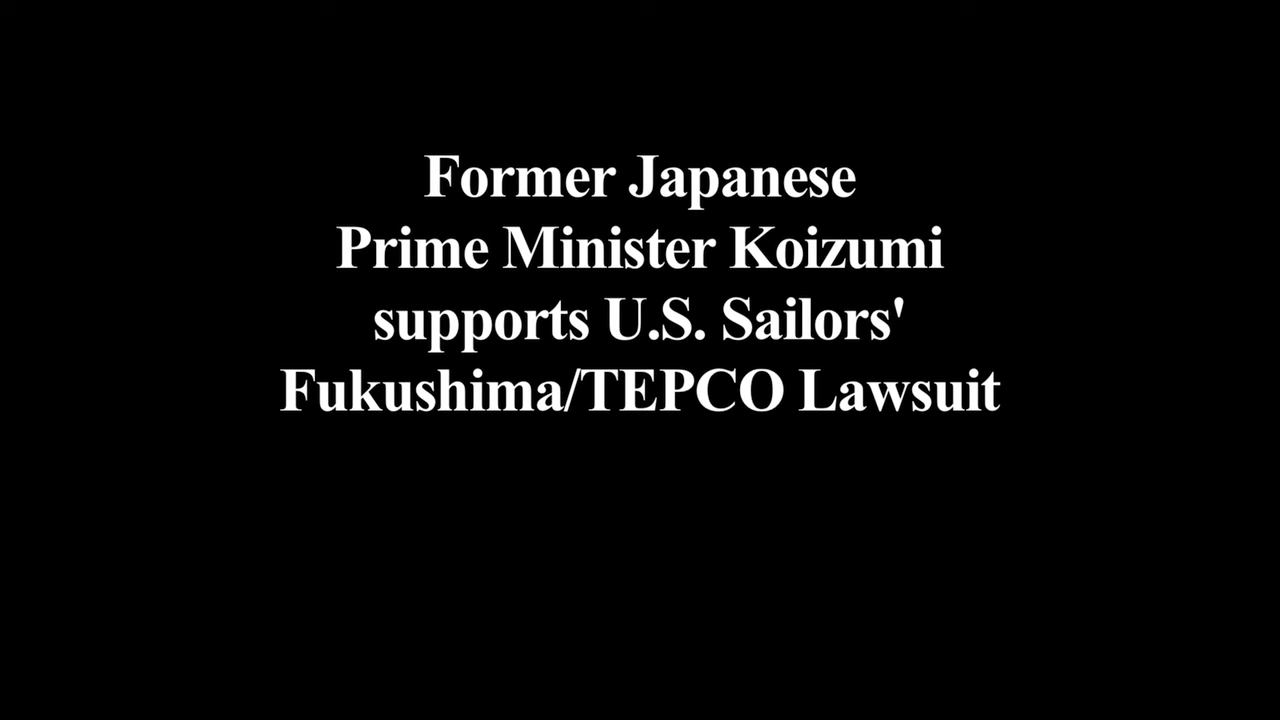 Former Japanese
Prime Minister Koizumi
supports U.S. Sailors'
Fukushima/TEPCO Lawsuit